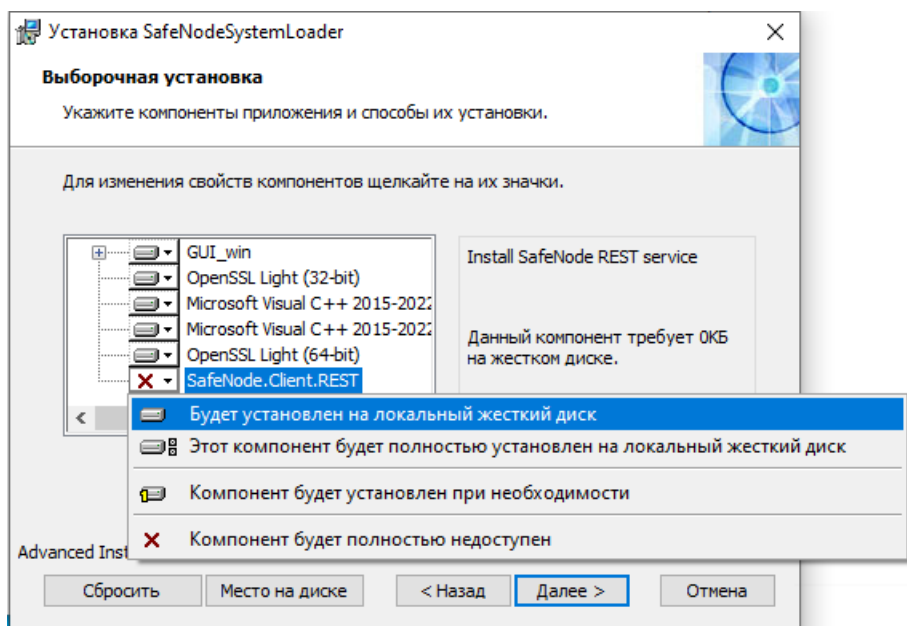 Установка SafeNodeSystemLoader
Выборочная установка
Укажите компоненты приложения и способы их установки.
Для изменения свойств компонентов щелкайте на их значки.
GUI_win
OpenSSL Light (32-bit)
Microsoft Visual C++ 2015-2022
Microsoft Visual C++ 2015-2022
OpenSSL Light (64-bit)
SafeNode.Client.REST
Install SafeNode REST service
Данный компонент требует 0КБ
на жестком диске.
Будет установлен на локальный жесткий диск
Этот компонент будет полностью установлен на локальный жесткий диск
Компонент будет установлен при необходимости
Компонент будет полностью недоступен
Advanced Inst
Сбросить
Место на диске
< Назад
Далее >
Отмена